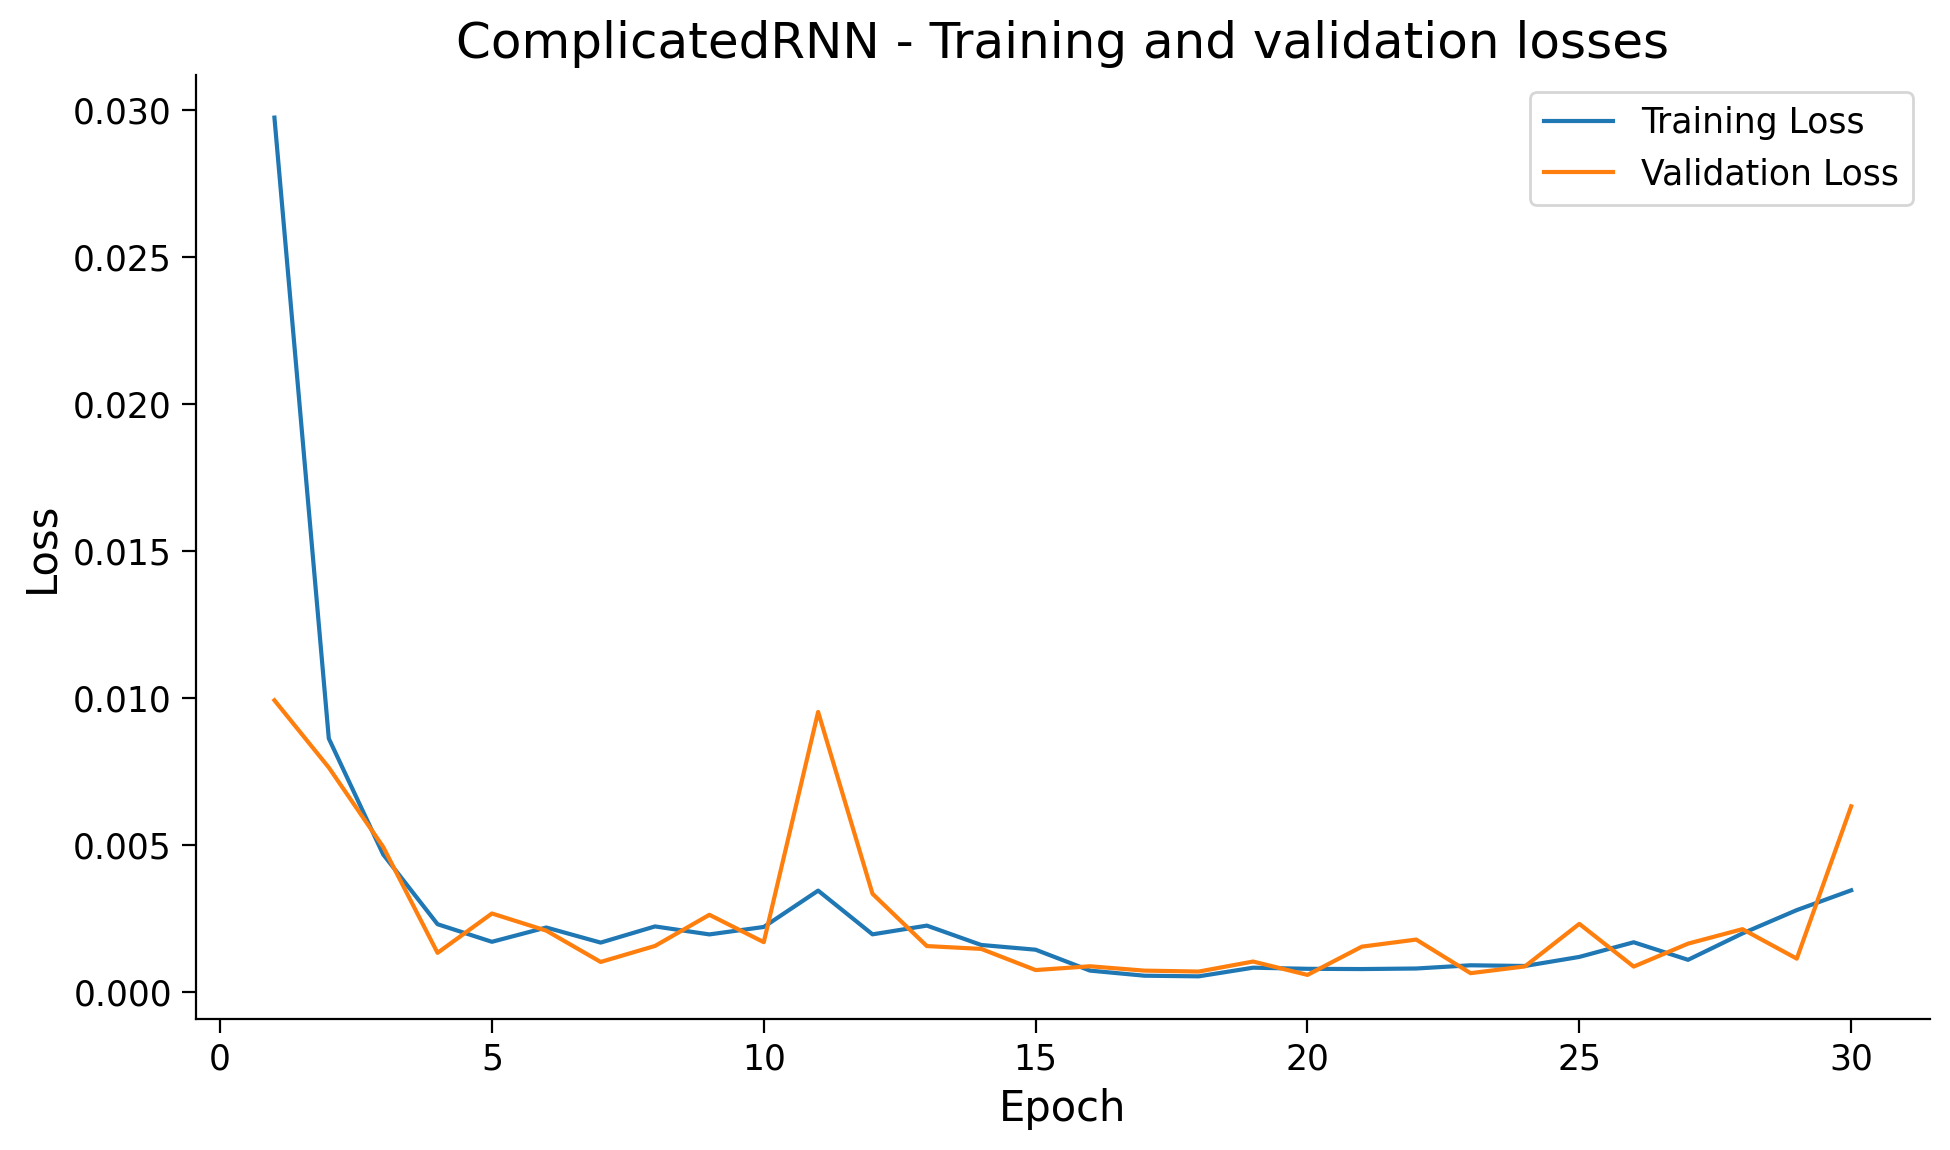 ComplicatedRNN - Training and validation losses
0.030
0.025
0.020
0.015
0.010
0.005
0.000
Loss
Training Loss
Validation Loss
0 5 10 15 20 25 30
Epoch